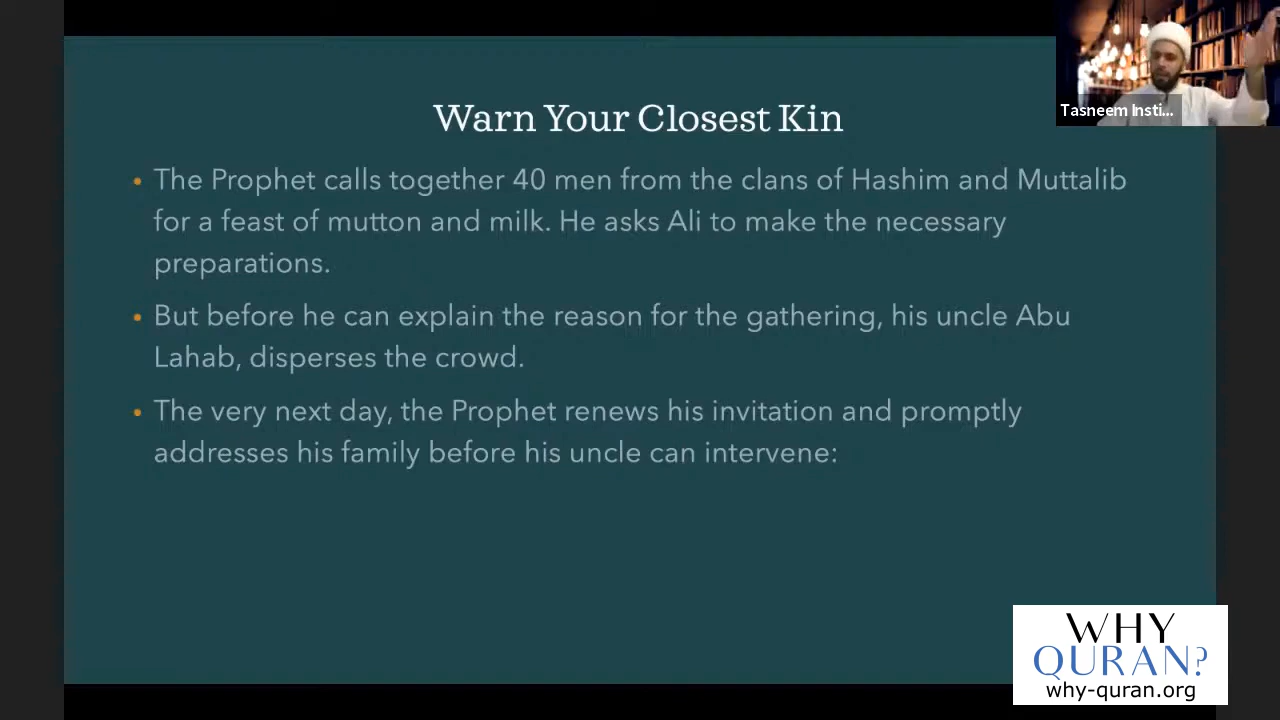 Tasneem Insti...
Warn Your Closest Kin
• The Prophet calls together 40 men from the clans of Hashim and Muttalib
for a feast of mutton and milk. He asks Ali to make the necessary
preparations.
• But before he can explain the reason for the gathering, his uncle Abu
Lahab, disperses the crowd.
• The very next day, the Prophet renews his invitation and promptly
addresses his family before his uncle can intervene:
WHY
QURAN?
why-quran.org